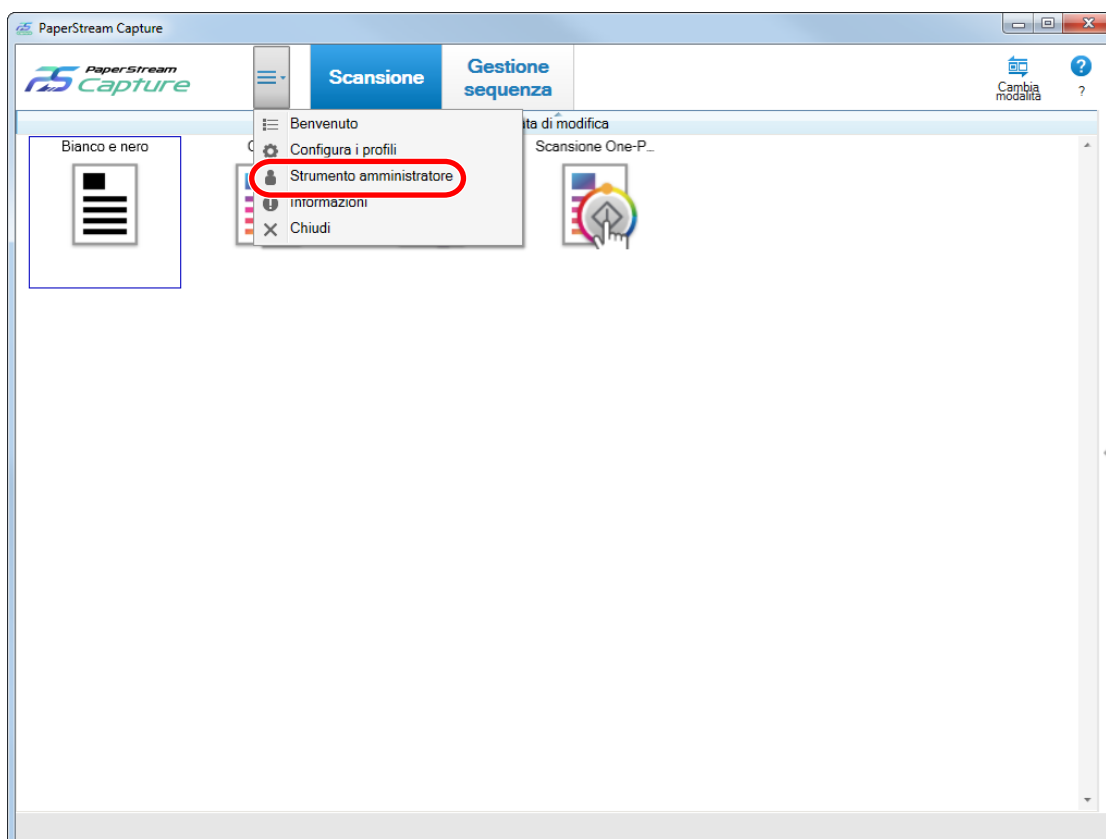 PaperStream Capture
PaperStream
Capture
Scansione
Gestione
sequenza
Cambia
modalità
?
?
di modifica
Benvenuto
Configura i profili
Strumento amministratore
Informazioni
Chiudi
Bianco e nero
Scansione One-P...